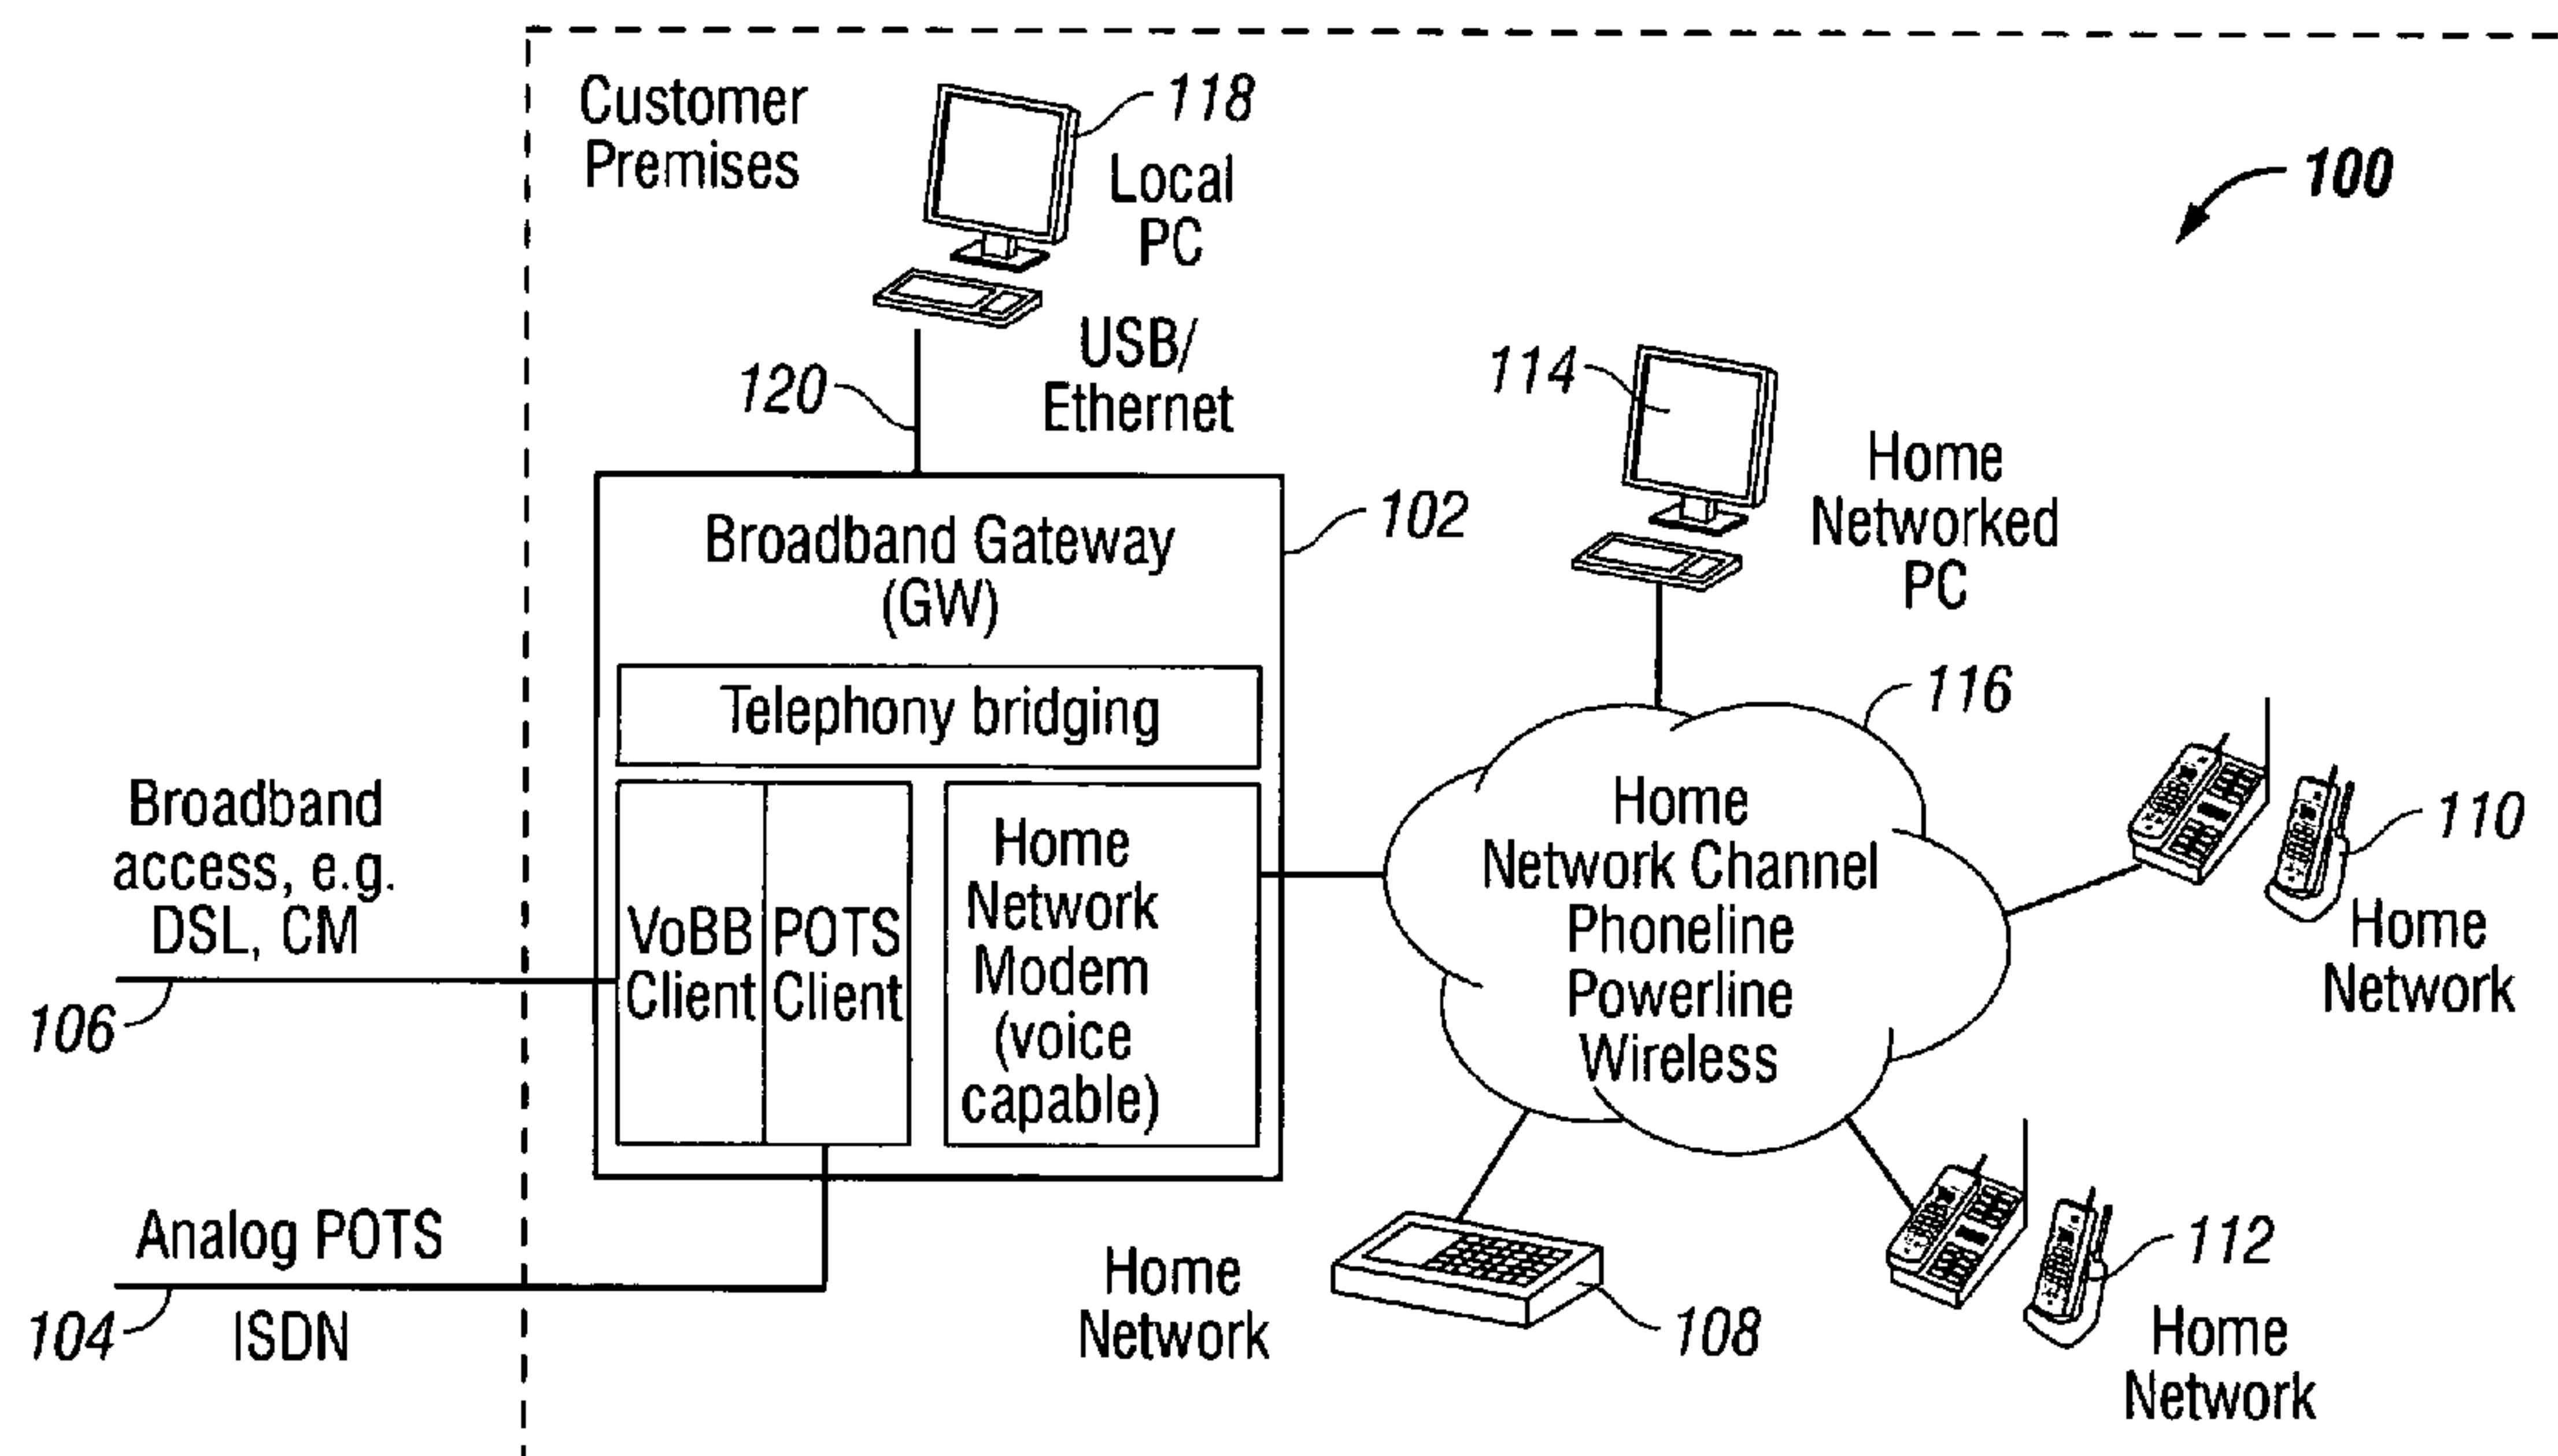 Customer
Premises
118
Local
PC
100
USB/
Ethernet
120
114
Home
Networked
PC
Broadband Gateway
(GW)
102
Telephony bridging
116
Broadband
access, e.g.
DSL, CM
106
VoBB
Client
POTS
Client
Home
Network
Modem
(voice
capable)
Home
Network Channel
Phoneline
Powerline
Wireless
110
Home
Network
Analog POTS
104
ISDN
Home
Network
108
112
Home
Network